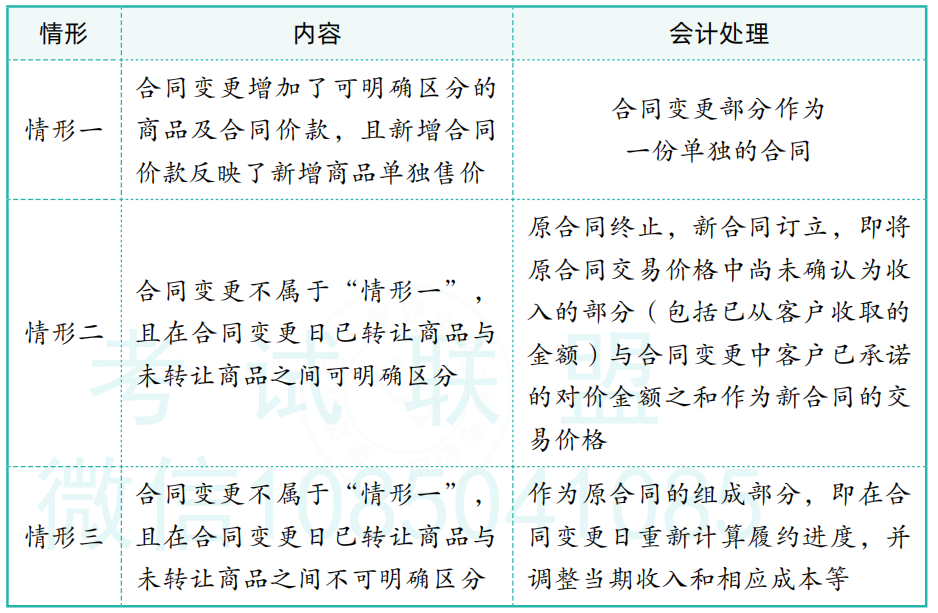 情形
内容
会计处理
情形一
合同变更增加了可明确区分的
商品及合同价款，且新增合同
价款反映了新增商品单独售价
合同变更部分作为
一份单独的合同
情形二
合同变更不属于“情形一”，
且在合同变更日已转让商品与
未转让商品之间可明确区分
原合同终止，新合同订立，即将
原合同交易价格中尚未确认为收
入的部分（包括已从客户收取的
金额）与合同变更中客户已承诺
的对价金额之和作为新合同的交
易价格
情形三
合同变更不属于“情形一”，
且在合同变更日已转让商品与
未转让商品之间不可明确区分
作为原合同的组成部分，即在合
同变更日重新计算履约进度，并
调整当期收入和相应成本等
考试联盟
微信1085041085